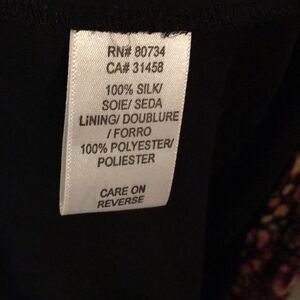 RN# 80734
CA# 31458
100% SILK/
SOIE/ SEDA
LINING/ DOUBLURE
/ FORRO
100% POLYESTER/
POLIESTER
CARE ON
REVERSE